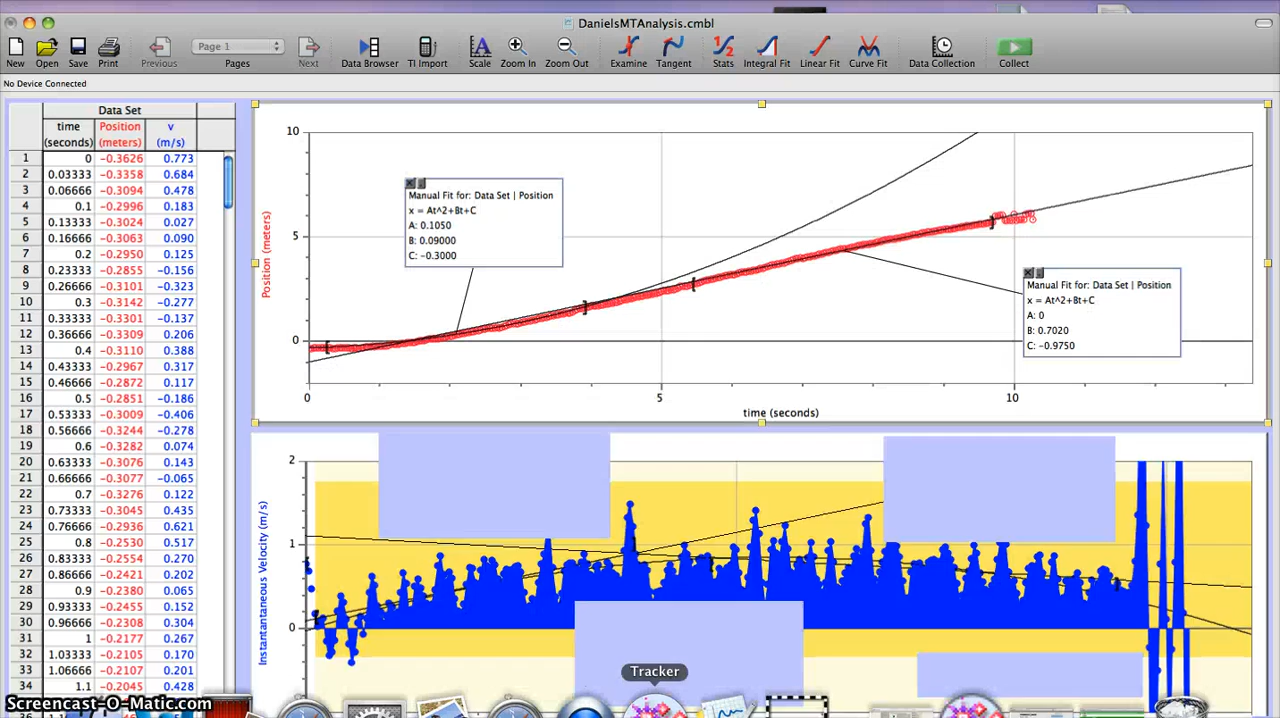 DanielsMTAnalysis.cmbl
Page 1
New Open Save Print Previous Pages Next Data Browser TI Import Scale Zoom In Zoom Out Examine Tangent Stats Integral Fit Linear Fit Curve Fit Data Collection Collect
No Device Connected
Data Set
time Position v
(seconds) (meters) (m/s)
1 0 -0.3626 0.773
2 0.03333 -0.3358 0.684
3 0.06666 -0.3094 0.478
4 0.1 -0.2996 0.183
5 0.13333 -0.3024 0.027
6 0.16666 -0.3063 0.090
7 0.2 -0.2950 0.125
8 0.23333 -0.2855 -0.156
9 0.26666 -0.3101 -0.323
10 0.3 -0.3142 -0.277
11 0.33333 -0.3301 -0.037
12 0.36666 -0.3309 0.206
13 0.4 -0.3110 0.388
14 0.43333 -0.2967 0.317
15 0.46666 -0.2872 0.117
16 0.5 -0.2851 -0.186
17 0.53333 -0.3009 -0.406
18 0.56666 -0.3244 -0.278
19 0.6 -0.3282 0.074
20 0.63333 -0.3076 0.143
21 0.66666 -0.3077 -0.065
22 0.7 -0.3276 0.122
23 0.73333 -0.3045 0.435
24 0.76666 -0.2936 0.621
25 0.8 -0.2530 0.517
26 0.83333 -0.2554 0.270
27 0.86666 -0.2421 0.202
28 0.9 -0.2380 0.065
29 0.93333 -0.2455 0.152
30 0.96666 -0.2308 0.304
31 1 -0.2177 0.267
32 1.03333 -0.2105 0.170
33 1.06666 -0.2107 0.201
34 1.1 -0.2045 0.428
Position (meters)
10
5
0
0 5 10
time (seconds)
Manual Fit for: Data Set | Position
x = At^2+Bt+C
A: 0.1050
B: 0.09000
C: -0.3000
Manual Fit for: Data Set | Position
x = At^2+Bt+C
A: 0
B: 0.7020
C: -0.9750
Instantaneous Velocity (m/s)
2
1
0
Tracker
Screencast-O-Matic.com